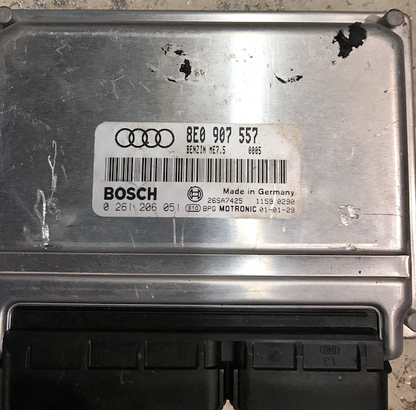 8E0 907 557
BENZIN ME7.5 0005
BOSCH Made in Germany
26SA7425 1159 0290
0 261 206 051 610 BPG MOTRONIC 01-01-29